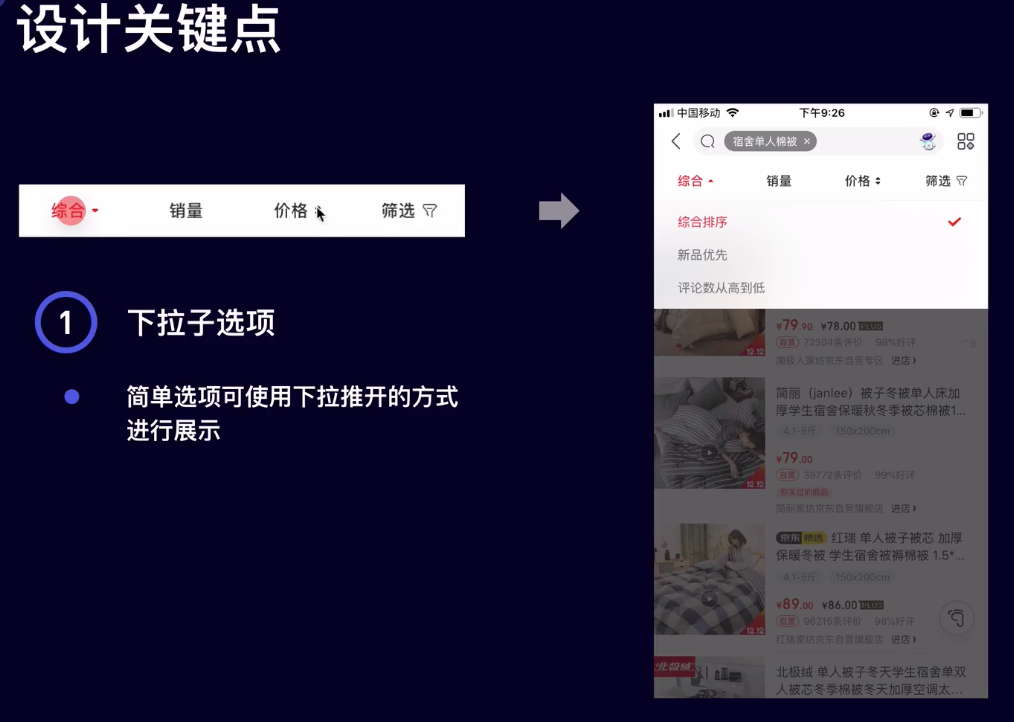 设计关键点
综合
销量
价格
筛选
1
下拉子选项
简单选项可使用下拉推开的方式
进行展示
中国移动
下午9:26
宿舍单人棉被 ×
综合
销量
价格
筛选
综合排序
新品优先
评论数从高到低
¥79.90 ¥78.00 PLUS
自营 72304条评价 98%好评
广告
南极人家纺京东自营专区 进店
12.12
简丽（janlee）被子冬被单人床加
厚学生宿舍保暖秋冬季被芯棉被1...
4.1-5斤 150x200cm
¥79.00
自营 39772条评价 99%好评
你买过的商品
简丽家纺京东自营旗舰店 进店
12.12
京东 精选 红瑞 单人被子被芯 加厚
保暖冬被 学生宿舍被褥棉被 1.5*...
4.1-5斤 150x200cm
¥89.00 ¥86.00 PLUS
自营 96215条评价 98%好评
红瑞家纺京东自营旗舰店 进店
12.12
北极绒
北极绒 单人被子冬天学生宿舍单双
人被芯冬季棉被冬天加厚空调太...